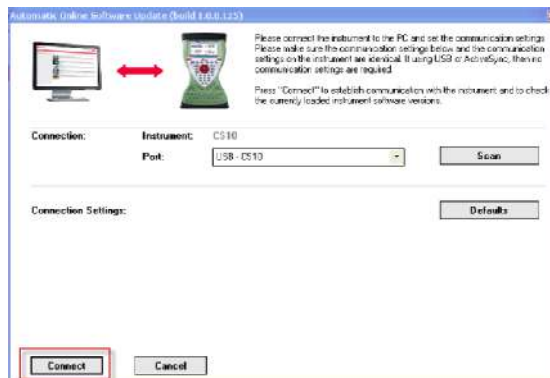 Automatic Online Software Update (build 1.0.0.125)
Please connect the instrument to the PC and set the communication settings
Please make sure the communication settings below and the communication
settings on the instrument are identical. If using USB or ActiveSync, then no
communication settings are required.
Press "Connect" to establish communication with the instrument and to check
the currently loaded instrument software versions.
Connection: Instrument: CS10
Port: USB - CS10 Scan
Connection Settings: Defaults
Connect Cancel